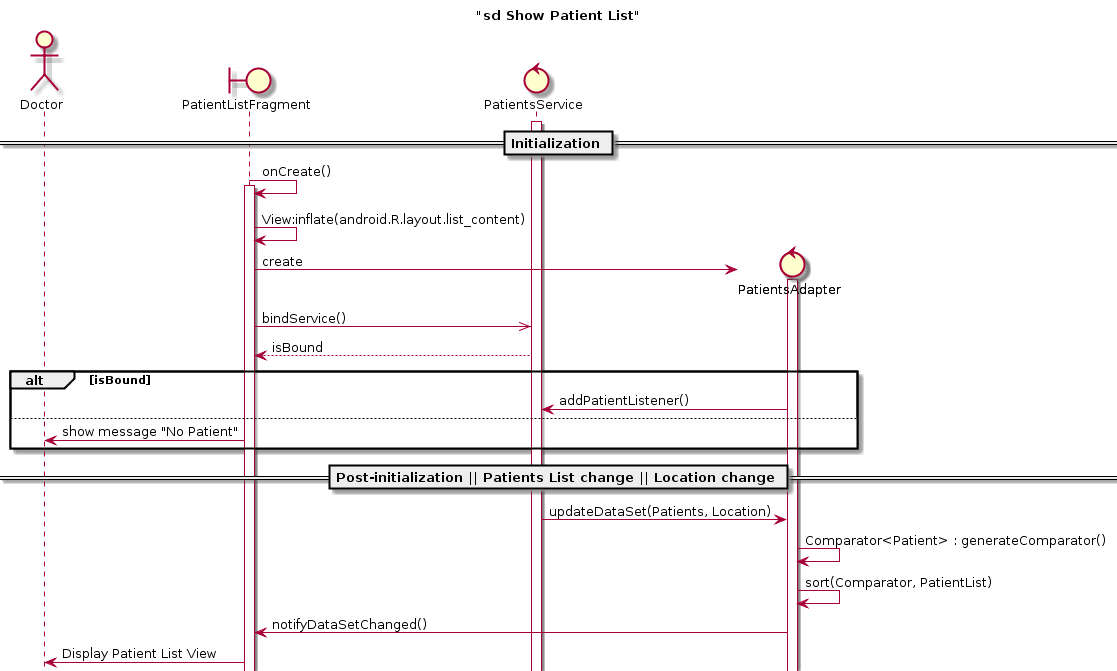 "sd Show Patient List"
Doctor
PatientListFragment
PatientsService
Initialization
onCreate()
View:inflate(android.R.layout.list_content)
create
PatientsAdapter
bindService()
isBound
alt
[isBound]
addPatientListener()
show message "No Patient"
Post-initialization || Patients List change || Location change
updateDataSet(Patients, Location)
Comparator<Patient> : generateComparator()
sort(Comparator, PatientList)
notifyDataSetChanged()
Display Patient List View